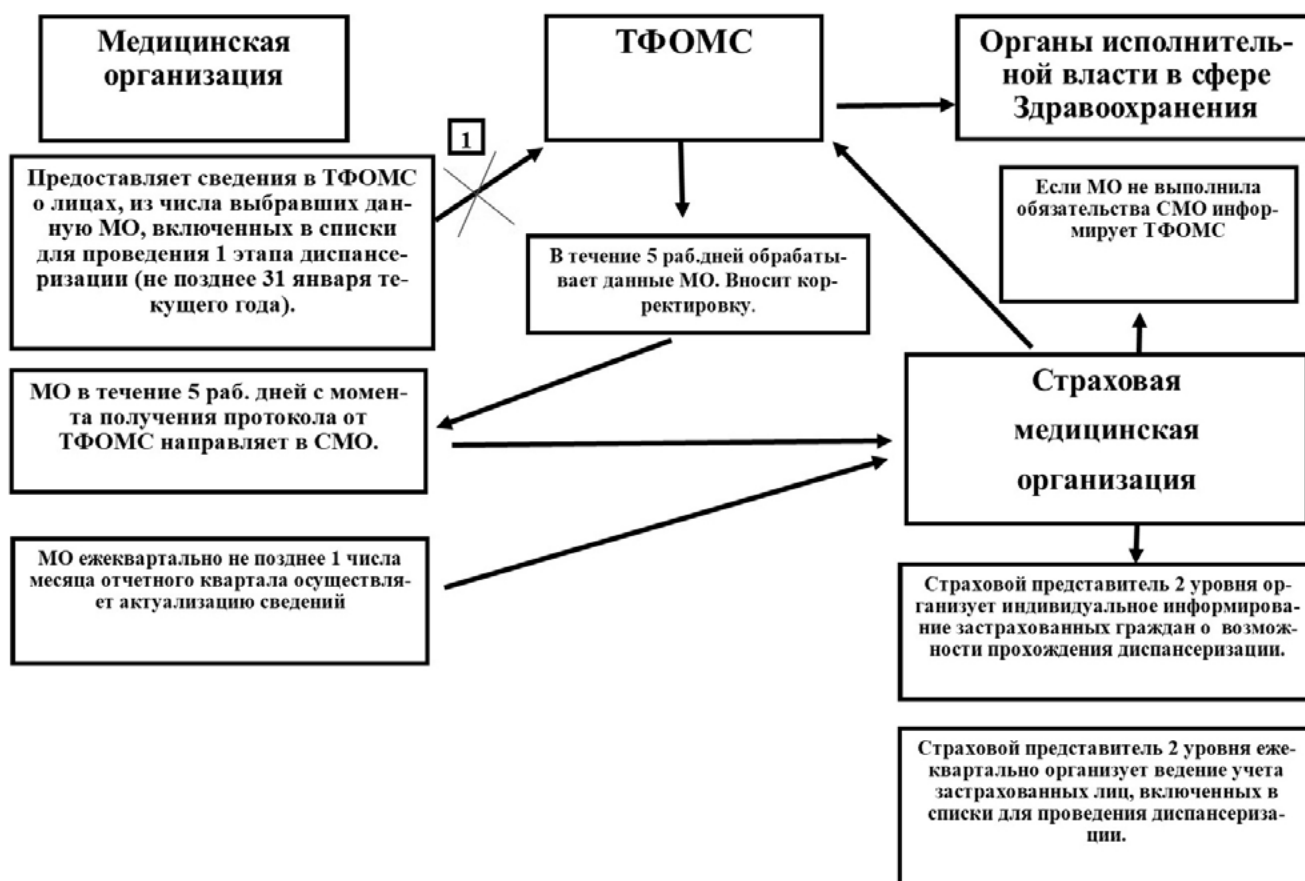 Медицинская
организация
ТФОМС
Органы исполнитель-
ной власти в сфере
Здравоохранения
1
Предоставляет сведения в ТФОМС
о лицах, из числа выбравших дан-
ную МО, включенных в списки
для проведения 1 этапа диспансе-
ризации (не позднее 31 января те-
кущего года).
В течение 5 раб.дней обрабаты-
вает данные МО. Вносит кор-
ректировку.
Если МО не выполнила
обязательства СМО инфор-
мирует ТФОМС
МО в течение 5 раб. дней с момен-
та получения протокола от
ТФОМС направляет в СМО.
Страховая
медицинская
организация
МО ежеквартально не позднее 1 числа
месяца отчетного квартала осуществля-
ет актуализацию сведений
Страховой представитель 2 уровня ор-
ганизует индивидуальное информирова-
ние застрахованных граждан о возмож-
ности прохождения диспансеризации.
Страховой представитель 2 уровня еже-
квартально организует ведение учета
застрахованных лиц, включенных в
списки для проведения диспансериза-
ции.